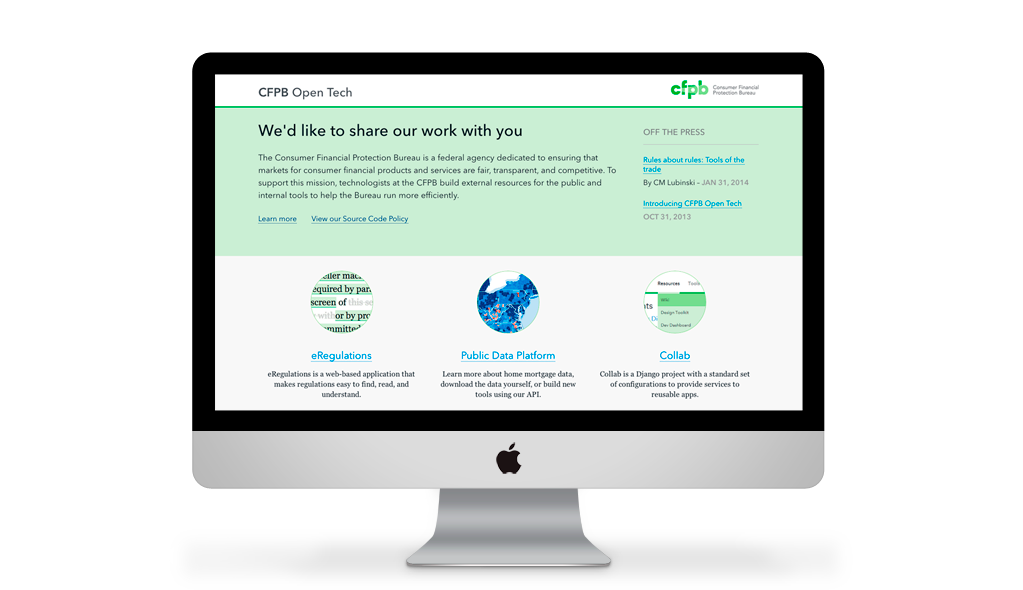 CFPB Open Tech
cfpb Consumer Financial
Protection Bureau
We'd like to share our work with you
The Consumer Financial Protection Bureau is a federal agency dedicated to ensuring that
markets for consumer financial products and services are fair, transparent, and competitive. To
support this mission, technologists at the CFPB build external resources for the public and
internal tools to help the Bureau run more efficiently.
Learn more View our Source Code Policy
OFF THE PRESS
Rules about rules: Tools of the
trade
By CM Lubinski – JAN 31, 2014
Introducing CFPB Open Tech
OCT 31, 2013
equired by par
screen of this se
with or by pro
mmitted
Resources Tools
Design Toolkit
Dev Dashboard
eRegulations
eRegulations is a web-based application that
makes regulations easy to find, read, and
understand.
Public Data Platform
Learn more about home mortgage data,
download the data yourself, or build new
tools using our API.
Collab
Collab is a Django project with a standard set
of configurations to provide services to
reusable apps.